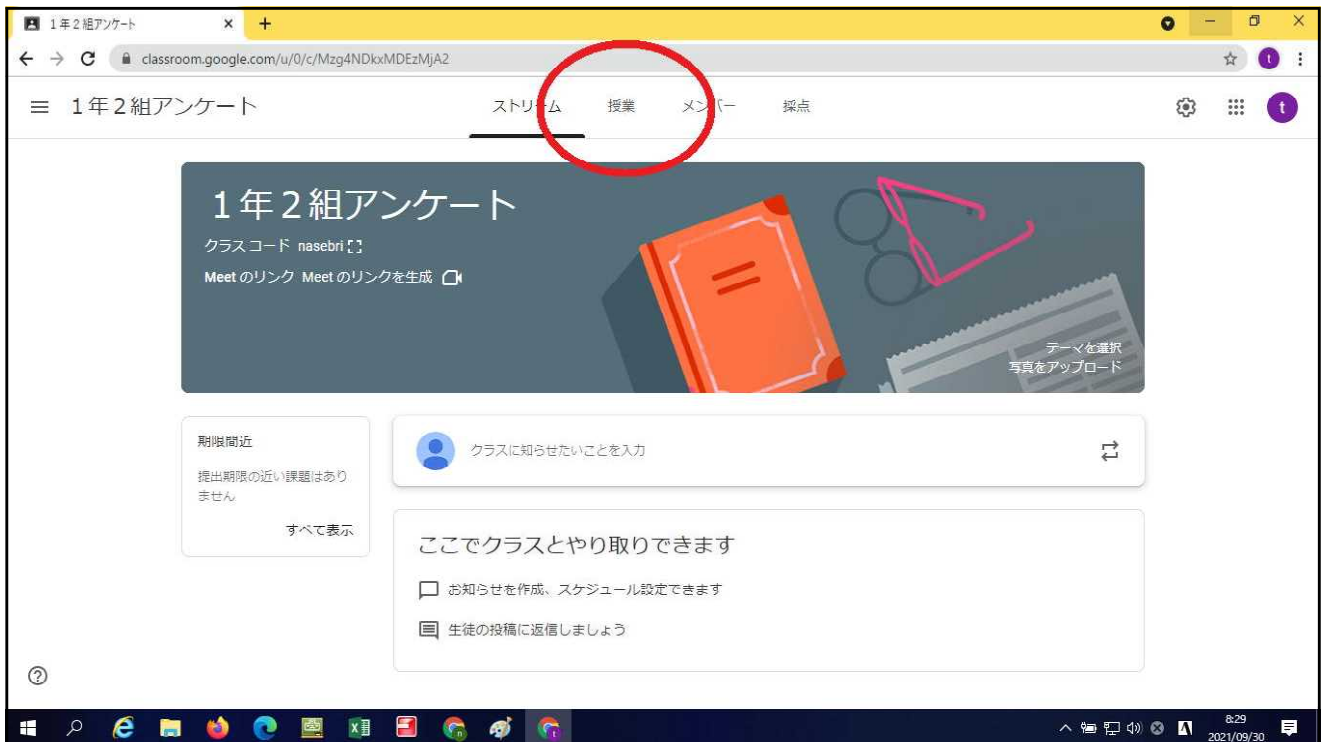 1年2組アンケート
classroom.google.com/u/0/c/Mzg4NDkxMDEzMjA2
t
1年2組アンケート
ストリーム 授業 メンバー 採点
t
1年2組アンケート
クラス コード nasebri
Meet のリンク Meet のリンクを生成
テーマを選択
写真をアップロード
期限間近
提出期限の近い課題はあり
ません
すべて表示
クラスに知らせたいことを入力
ここでクラスとやり取りできます
お知らせを作成、スケジュール設定できます
生徒の投稿に返信しましょう
8:29
2021/09/30